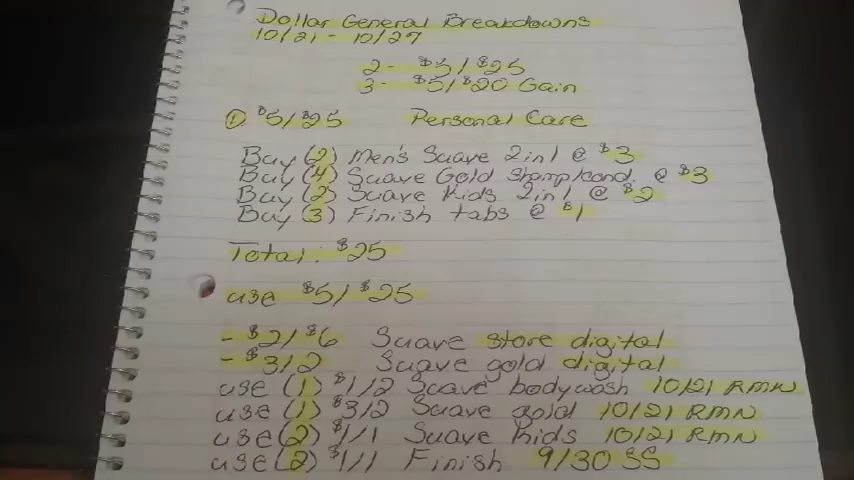 Dollar General Breakdowns
10/21 - 10/27
2 - $5/$25
3 - $5/$20 Gain
① $5/$25 Personal Care
Buy (2) Men's Suave 2in1 @ $3
Buy (4) Suave Gold Shamp/cond. @ $3
Buy (2) Suave Kids 2in1 @ $2
Buy (3) Finish tabs @ $1
Total: $25
use $5/$25
- $2/$6 Suave store digital
- $3/2 Suave gold digital
use (1) $1/2 Suave bodywash 10/21 RMN
use (1) $3/2 Suave gold 10/21 RMN
use (2) $1/1 Suave Kids 10/21 RMN
use (2) $1/1 Finish 9/30 SS